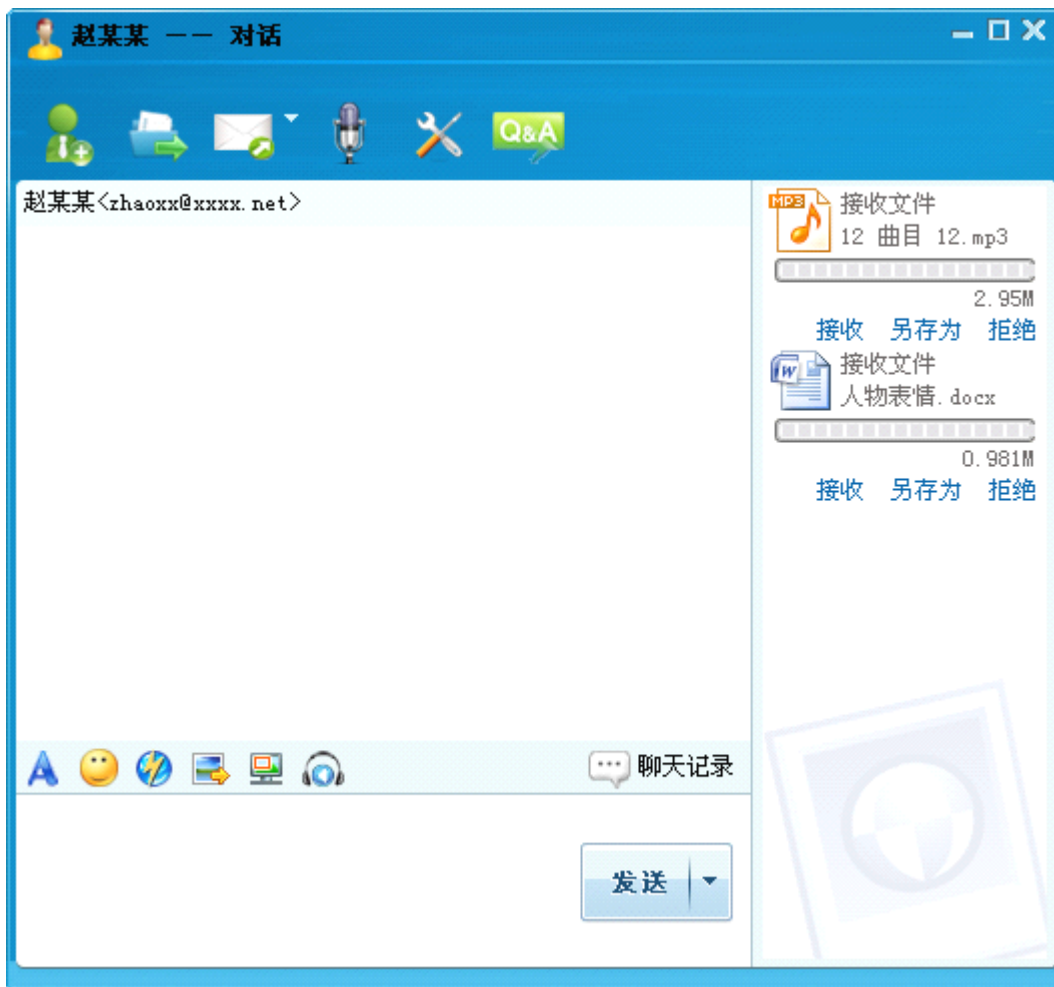 赵某某 —— 对话
Q&A
赵某某<zhaoxx@xxxx.net>
MP3
接收文件
12 曲目 12.mp3
2.95M
接收 另存为 拒绝
W
接收文件
人物表情.docx
0.981M
接收 另存为 拒绝
A
聊天记录
发送